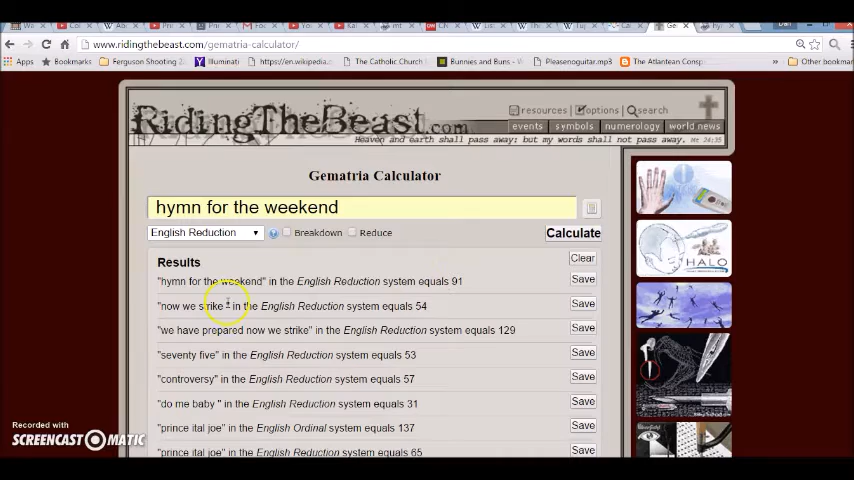 www.ridingthebeast.com/gematria-calculator/
Apps
Bookmarks
Ferguson Shooting
Illuminati
https://en.wikipedia.
The Catholic Church
Bunnies and Buns - W
Pleasenoguitar.mp3
The Atlantean Consp
Other bookmark
RidingTheBeast.com
resources
options
search
events
symbols
numerology
world news
Heaven and earth shall pass away: but my words shall not pass away. Mt 24:35
Gematria Calculator
hymn for the weekend
English Reduction
Breakdown
Reduce
Calculate
Results
Clear
"hymn for the weekend" in the English Reduction system equals 91
Save
"now we strike " in the English Reduction system equals 54
Save
"we have prepared now we strike" in the English Reduction system equals 129
Save
"seventy five" in the English Reduction system equals 53
Save
"controversy" in the English Reduction system equals 57
Save
"do me baby " in the English Reduction system equals 31
Save
"prince ital joe" in the English Ordinal system equals 137
Save
"prince ital joe" in the English Reduction system equals 65
Save
HALO
Recorded with
SCREENCAST MATIC